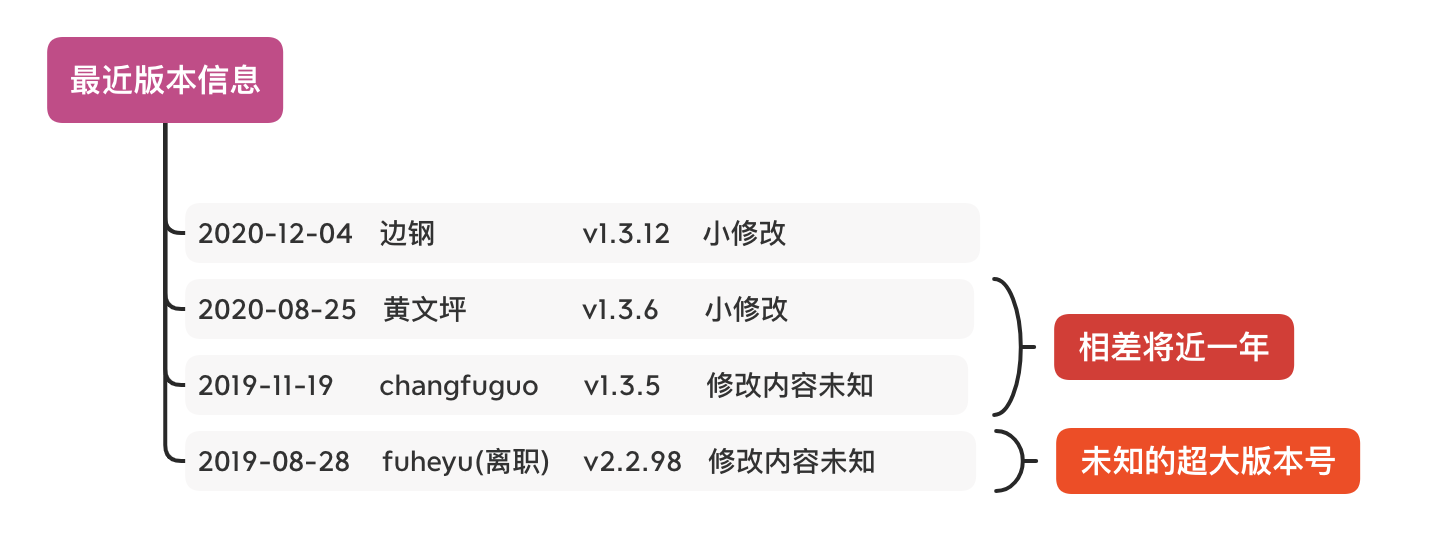 最近版本信息
2020-12-04 边钢 v1.3.12 小修改
2020-08-25 黄文坪 v1.3.6 小修改
相差将近一年
2019-11-19 changfuguo v1.3.5 修改内容未知
2019-08-28 fuheyu(离职) v2.2.98 修改内容未知
未知的超大版本号